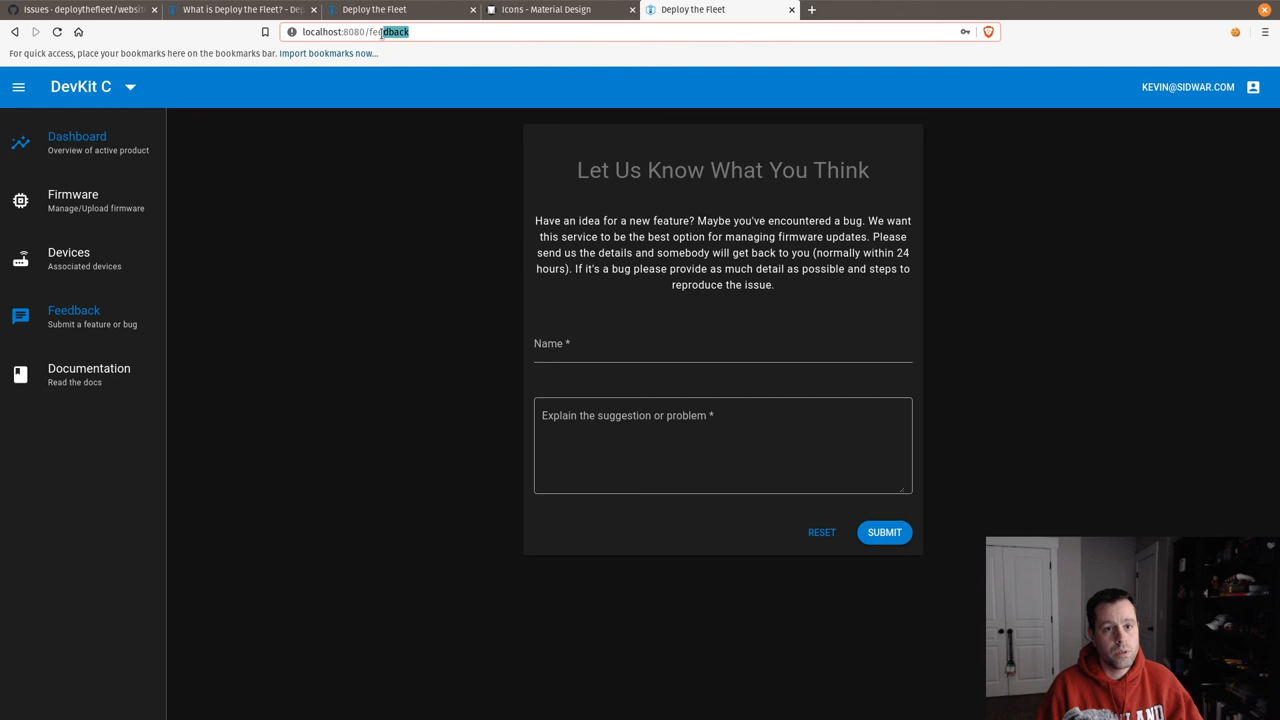 Issues · deploythefleet/websit
What is Deploy the Fleet? - Dep
Deploy the Fleet
Icons - Material Design
Deploy the Fleet
localhost:8080/feedback
For quick access, place your bookmarks here on the bookmarks bar. Import bookmarks now...
DevKit C
KEVIN@SIDWAR.COM
Dashboard
Overview of active product
Firmware
Manage/Upload firmware
Devices
Associated devices
Feedback
Submit a feature or bug
Documentation
Read the docs
Let Us Know What You Think
Have an idea for a new feature? Maybe you've encountered a bug. We want
this service to be the best option for managing firmware updates. Please
send us the details and somebody will get back to you (normally within 24
hours). If it's a bug please provide as much detail as possible and steps to
reproduce the issue.
Name *
Explain the suggestion or problem *
RESET
SUBMIT